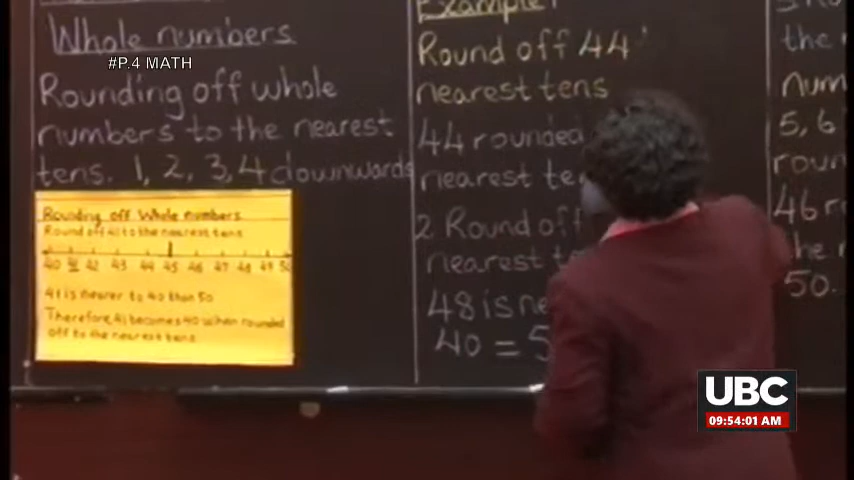 #P.4 MATH
Whole numbers
Rounding off whole
numbers to the nearest
tens. 1, 2, 3, 4 downwards
Rounding off Whole numbers
Round off 41 to the nearest tens
40 41 42 43 44 45 46 47 48 49 50
41 is nearer to 40 than 50
Therefore 41 becomes 40 when rounded
off to the nearest tens
Example 1
Round off 44
nearest tens
44 rounded
nearest
2 Round off
nearest
48 is
40 = 5
the
num
5, 6
46
the
50.
UBC
09:54:01 AM